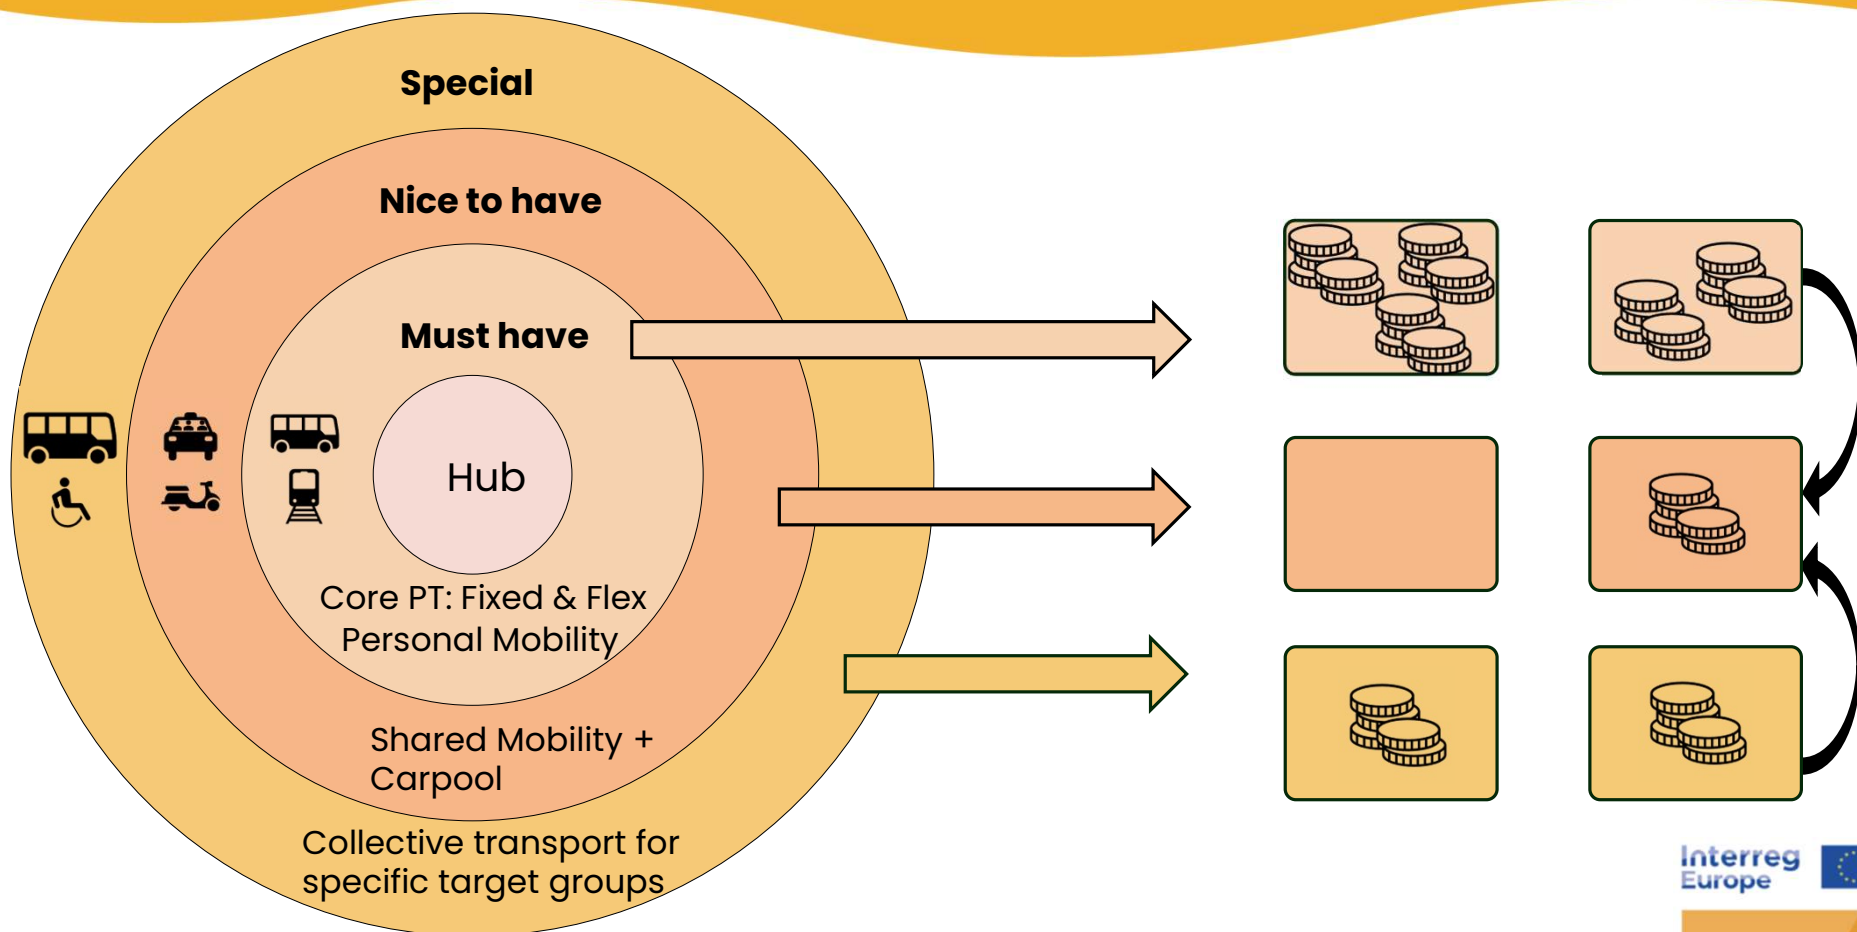 Special
Nice to have
Must have
Hub
Core PT: Fixed & Flex
Personal Mobility
Shared Mobility +
Carpool
Collective transport for
specific target groups
Interreg
Europe